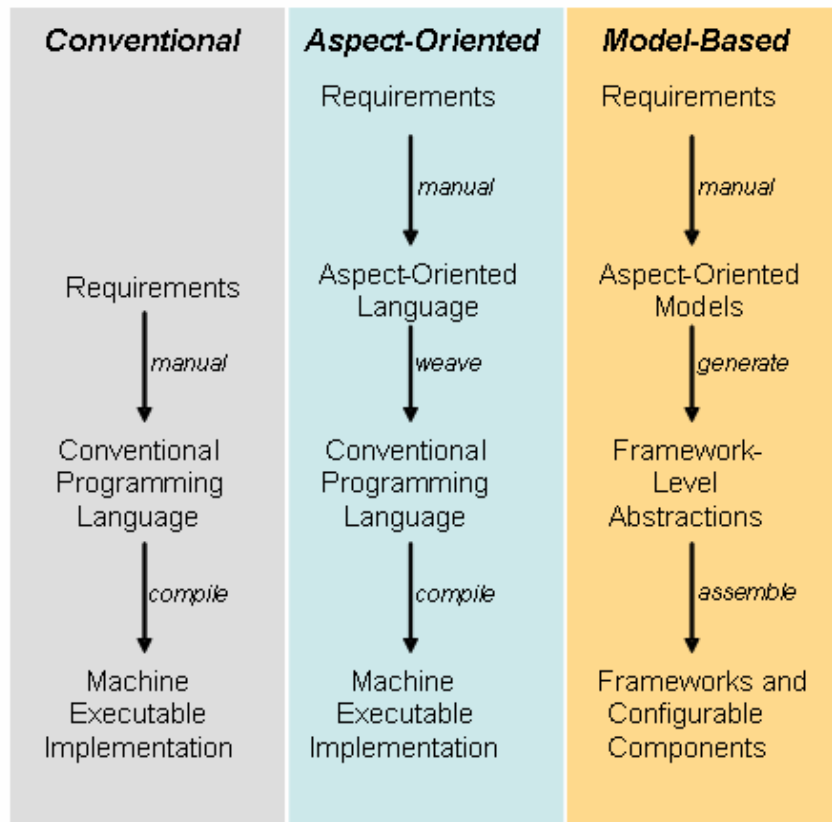 Conventional
Requirements
manual
Conventional
Programming
Language
compile
Machine
Executable
Implementation
Aspect-Oriented
Requirements
manual
Aspect-Oriented
Language
weave
Conventional
Programming
Language
compile
Machine
Executable
Implementation
Model-Based
Requirements
manual
Aspect-Oriented
Models
generate
Framework-
Level
Abstractions
assemble
Frameworks and
Configurable
Components